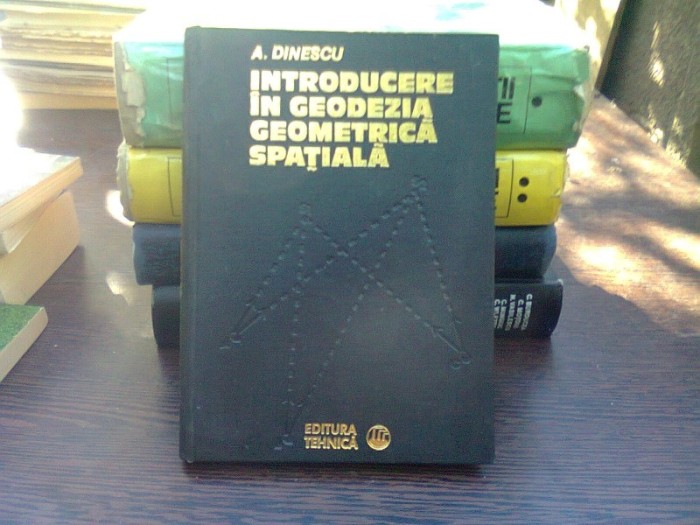 A. DINESCU
INTRODUCERE
ÎN GEODEZIA
GEOMETRICĂ
SPAȚIALĂ
EDITURA
TEHNICĂ